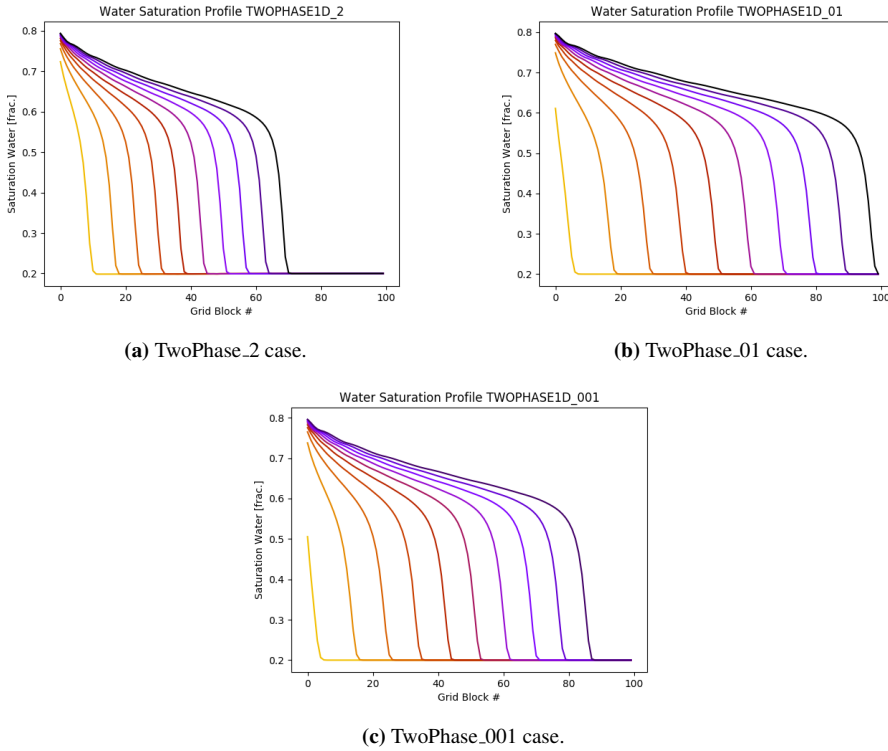 Water Saturation Profile TWOPHASE1D_2
Saturation Water [frac.]
0.8
0.7
0.6
0.5
0.4
0.3
0.2
0 20 40 60 80 100
Grid Block #
(a) TwoPhase_2 case.
Water Saturation Profile TWOPHASE1D_01
Saturation Water [frac.]
0.8
0.7
0.6
0.5
0.4
0.3
0.2
0 20 40 60 80 100
Grid Block #
(b) TwoPhase_01 case.
Water Saturation Profile TWOPHASE1D_001
Saturation Water [frac.]
0.8
0.7
0.6
0.5
0.4
0.3
0.2
0 20 40 60 80 100
Grid Block #
(c) TwoPhase_001 case.